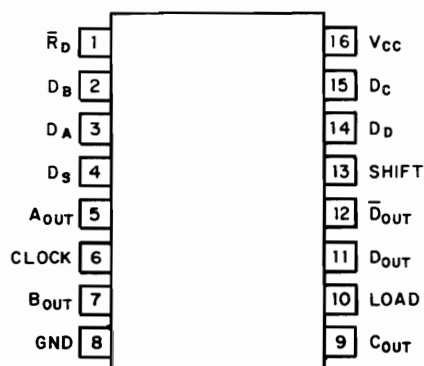 R̄D 1 16 VCC
DB 2 15 DC
DA 3 14 DD
DS 4 13 SHIFT
AOUT 5 12 D̄OUT
CLOCK 6 11 DOUT
BOUT 7 10 LOAD
GND 8 9 COUT